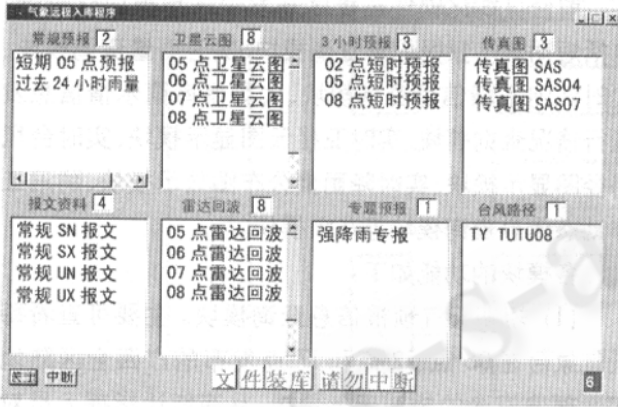 气象远程入库程序
常规预报 2
卫星云图 8
3小时预报 3
传真图 3
短期 05 点预报
过去 24 小时雨量
05 点卫星云图
06 点卫星云图
07 点卫星云图
08 点卫星云图
02 点短时预报
05 点短时预报
08 点短时预报
传真图 SAS
传真图 SAS04
传真图 SAS07
报文资料 4
雷达回波 8
专题预报 1
台风路径 1
常规 SN 报文
常规 SX 报文
常规 UN 报文
常规 UX 报文
05 点雷达回波
06 点雷达回波
07 点雷达回波
08 点雷达回波
强降雨专报
TY TUTU08
关于 中断 文件装库 请勿中断 6